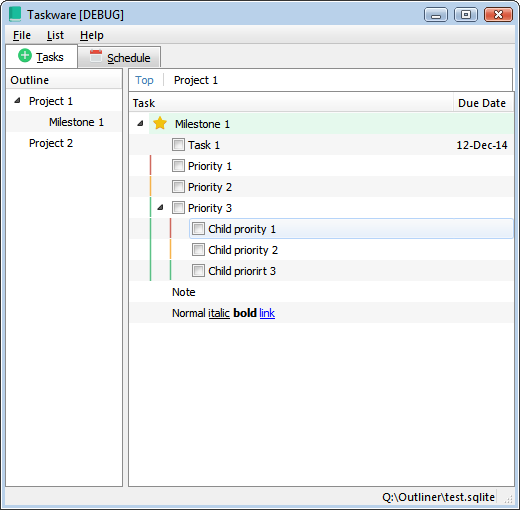 Taskware [DEBUG]
File List Help
Tasks Schedule
Outline
Project 1
Milestone 1
Project 2
Top Project 1
Task Due Date
Milestone 1
Task 1 12-Dec-14
Priority 1
Priority 2
Priority 3
Child prority 1
Child priority 2
Child priorirt 3
Note
Normal italic bold link
Q:\Outliner\test.sqlite